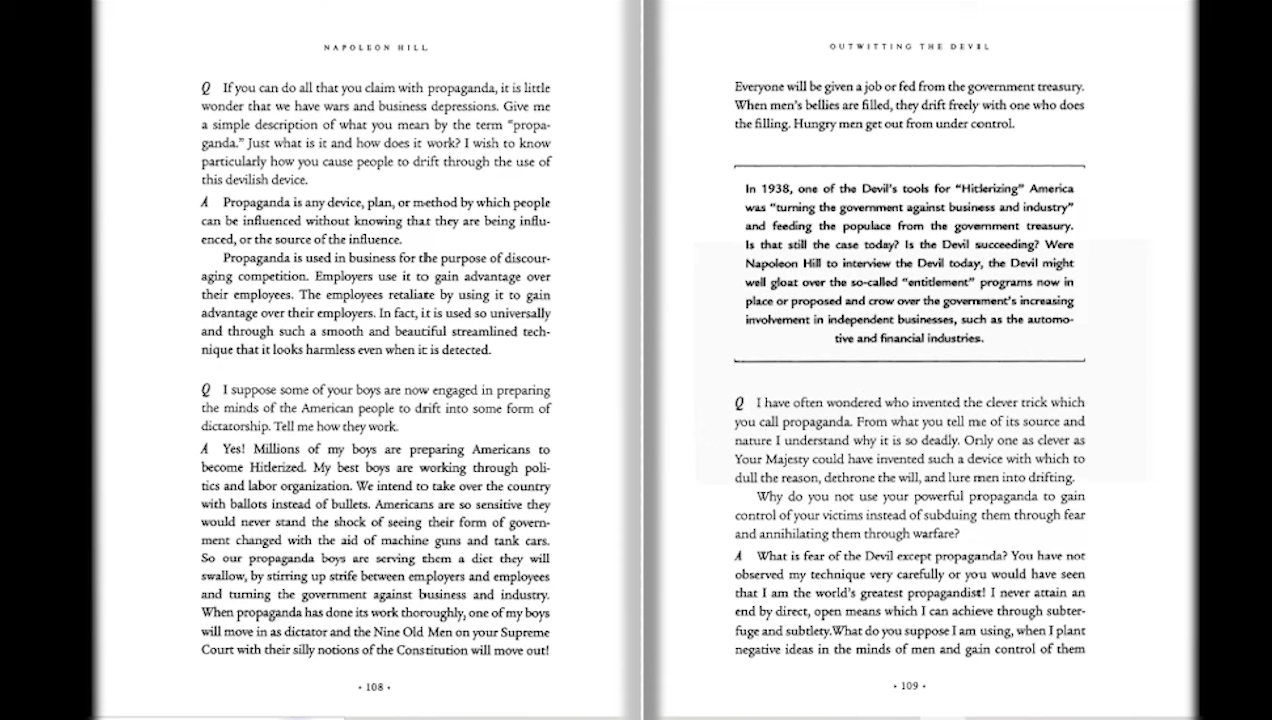 NAPOLEON HILL
Q If you can do all that you claim with propaganda, it is little
wonder that we have wars and business depressions. Give me
a simple description of what you mean by the term "propa-
ganda." Just what is it and how does it work? I wish to know
particularly how you cause people to drift through the use of
this devilish device.
A Propaganda is any device, plan, or method by which people
can be influenced without knowing that they are being influ-
enced, or the source of the influence.
Propaganda is used in business for the purpose of discour-
aging competition. Employers use it to gain advantage over
their employees. The employees retaliate by using it to gain
advantage over their employers. In fact, it is used so universally
and through such a smooth and beautiful streamlined tech-
nique that it looks harmless even when it is detected.
Q I suppose some of your boys are now engaged in preparing
the minds of the American people to drift into some form of
dictatorship. Tell me how they work.
A Yes! Millions of my boys are preparing Americans to
become Hitlerized. My best boys are working through poli-
tics and labor organization. We intend to take over the country
with ballots instead of bullets. Americans are so sensitive they
would never stand the shock of seeing their form of govern-
ment changed with the aid of machine guns and tank cars.
So our propaganda boys are serving them a diet they will
swallow, by stirring up strife between employers and employees
and turning the government against business and industry.
When propaganda has done its work thoroughly, one of my boys
will move in as dictator and the Nine Old Men on your Supreme
Court with their silly notions of the Constitution will move out!
• 108 •
OUTWITTING THE DEVIL
Everyone will be given a job or fed from the government treasury.
When men's bellies are filled, they drift freely with one who does
the filling. Hungry men get out from under control.
In 1938, one of the Devil's tools for "Hitlerizing" America
was "turning the government against business and industry"
and feeding the populace from the government treasury.
Is that still the case today? Is the Devil succeeding? Were
Napoleon Hill to interview the Devil today, the Devil might
well gloat over the so-called "entitlement" programs now in
place or proposed and crow over the government's increasing
involvement in independent businesses, such as the automo-
tive and financial industries.
Q I have often wondered who invented the clever trick which
you call propaganda. From what you tell me of its source and
nature I understand why it is so deadly. Only one as clever as
Your Majesty could have invented such a device with which to
dull the reason, dethrone the will, and lure men into drifting.
Why do you not use your powerful propaganda to gain
control of your victims instead of subduing them through fear
and annihilating them through warfare?
A What is fear of the Devil except propaganda? You have not
observed my technique very carefully or you would have seen
that I am the world's greatest propagandist! I never attain an
end by direct, open means which I can achieve through subter-
fuge and subtlety.What do you suppose I am using, when I plant
negative ideas in the minds of men and gain control of them
• 109 •